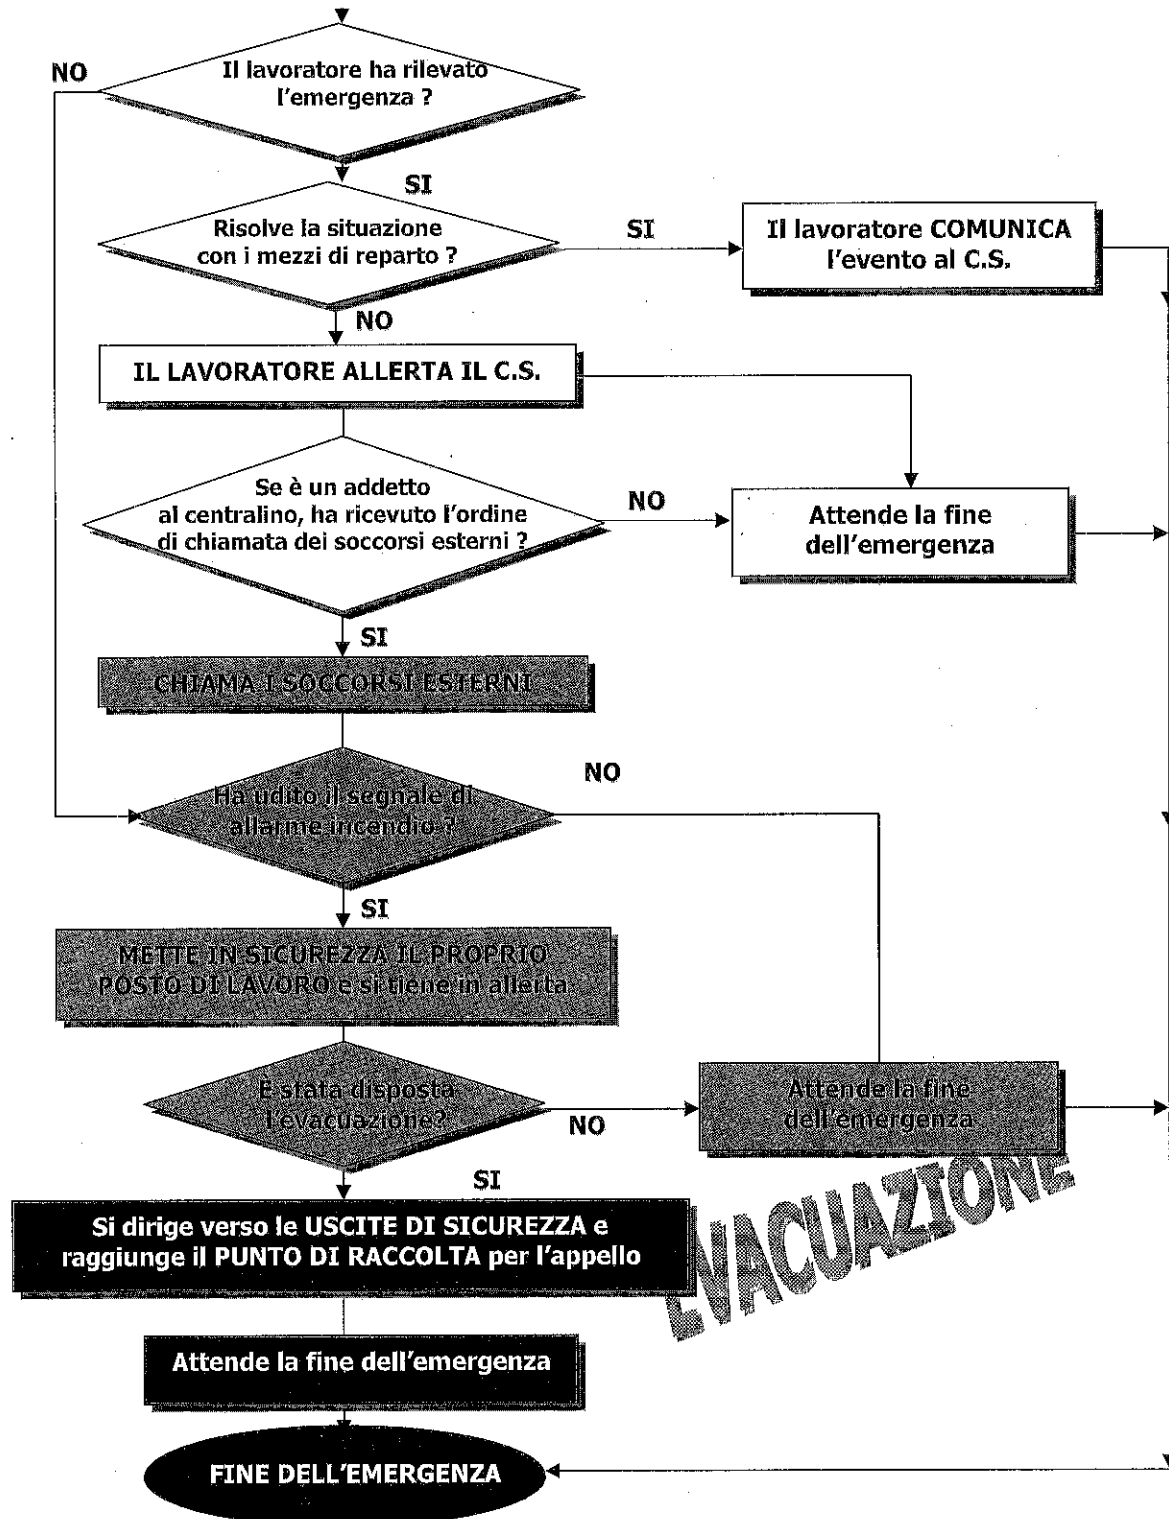 NO
Il lavoratore ha rilevato
l'emergenza ?
SI
Risolve la situazione
con i mezzi di reparto ?
SI
Il lavoratore COMUNICA
l'evento al C.S.
NO
IL LAVORATORE ALLERTA IL C.S.
Se è un addetto
al centralino, ha ricevuto l'ordine
di chiamata dei soccorsi esterni ?
NO
Attende la fine
dell'emergenza
SI
CHIAMA I SOCCORSI ESTERNI
Ha udito il segnale di
allarme incendio ?
NO
SI
METTE IN SICUREZZA IL PROPRIO
POSTO DI LAVORO e si tiene in allerta.
E stata disposta
l'evacuazione?
NO
Attende la fine
dell'emergenza
SI
EVACUAZIONE
Si dirige verso le USCITE DI SICUREZZA e
raggiunge il PUNTO DI RACCOLTA per l'appello
Attende la fine dell'emergenza
FINE DELL'EMERGENZA